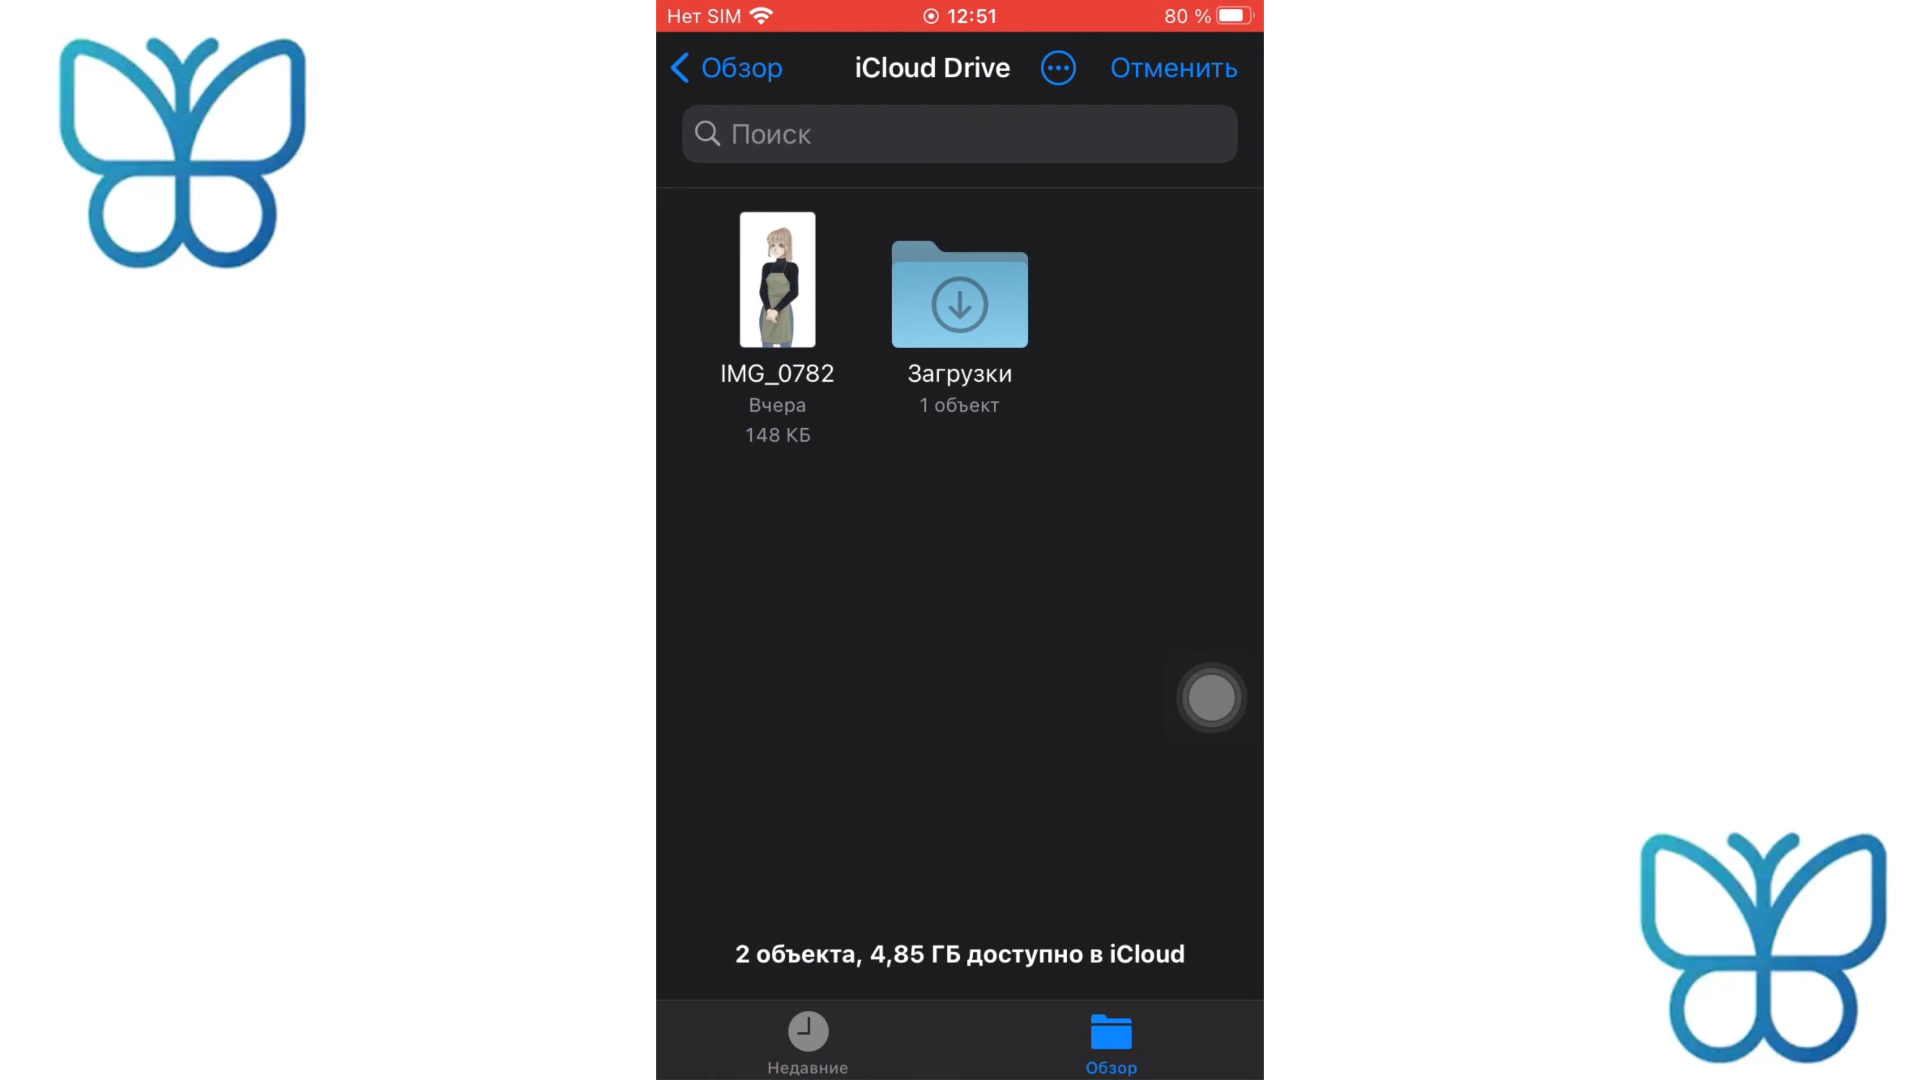 Нет SIM 12:51 80 %
Обзор iCloud Drive Отменить
Поиск
IMG_0782 Загрузки
Вчера 1 объект
148 КБ
2 объекта, 4,85 ГБ доступно в iCloud
Недавние Обзор